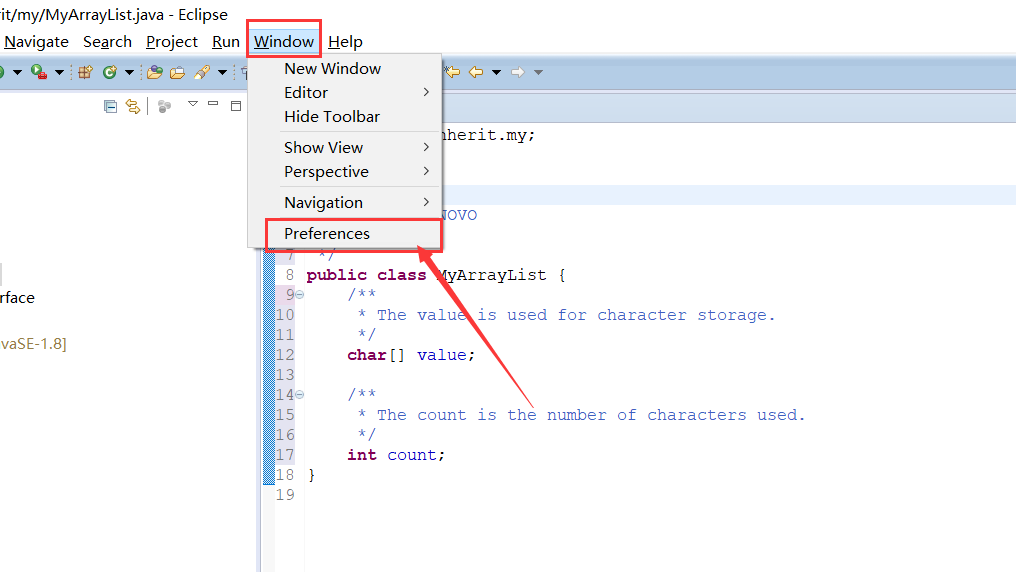 rit/my/MyArrayList.java - Eclipse
Navigate Search Project Run Window Help
New Window
Editor
Hide Toolbar
Show View
Perspective
Navigation
Preferences
nherit.my;
NOVO
7 */
8 public class MyArrayList {
9 /**
10 * The value is used for character storage.
11 */
12 char[] value;
13
14 /**
15 * The count is the number of characters used.
16 */
17 int count;
18 }
19
rface
vaSE-1.8]